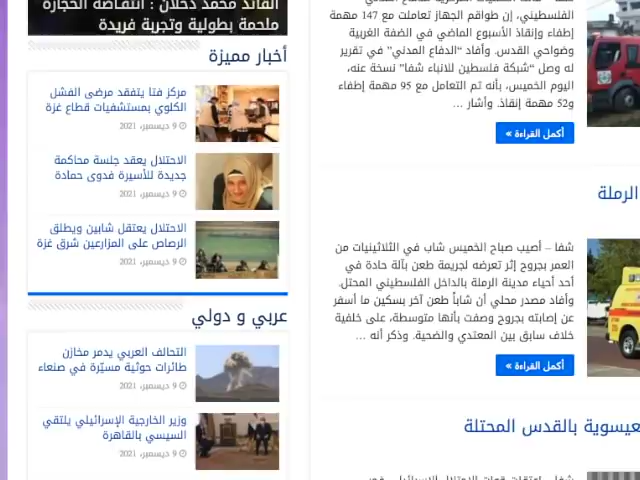 الفلسطيني، إن طواقم الجهاز تعاملت مع 147 مهمة
إطفاء وإنقاذ الأسبوع الماضي في الضفة الغربية
وضواحي القدس. وأفاد “الدفاع المدني” في تقرير
له وصل “شبكة فلسطين للانباء شفا” نسخة عنه،
اليوم الخميس، بأنه تم التعامل مع 95 مهمة إطفاء
و52 مهمة إنقاذ. وأشار …
أكمل القراءة »
الرملة
شفا – أصيب صباح الخميس شاب في الثلاثينيات من
العمر بجروح إثر تعرضه لجريمة طعن بآلة حادة في
أحد أحياء مدينة الرملة بالداخل الفلسطيني المحتل.
وأفاد مصدر محلي أن شاباً طعن آخر بسكين ما أسفر
عن إصابته بجروح وصفت بأنها متوسطة، على خلفية
خلاف سابق بين المعتدي والضحية. وذكر أنه …
أكمل القراءة »
عيسوية بالقدس المحتلة
القائد محمد دحلان : انتفاضة الحجارة
ملحمة بطولية وتجربة فريدة
أخبار مميزة
مركز فتا يتفقد مرضى الفشل
الكلوي بمستشفيات قطاع غزة
9 ديسمبر، 2021
الاحتلال يعقد جلسة محاكمة
جديدة للأسيرة فدوى حمادة
9 ديسمبر، 2021
الاحتلال يعتقل شابين ويطلق
الرصاص على المزارعين شرق غزة
9 ديسمبر، 2021
عربي و دولي
التحالف العربي يدمر مخازن
طائرات حوثية مسيّرة في صنعاء
9 ديسمبر، 2021
وزير الخارجية الإسرائيلي يلتقي
السيسي بالقاهرة
9 ديسمبر، 2021